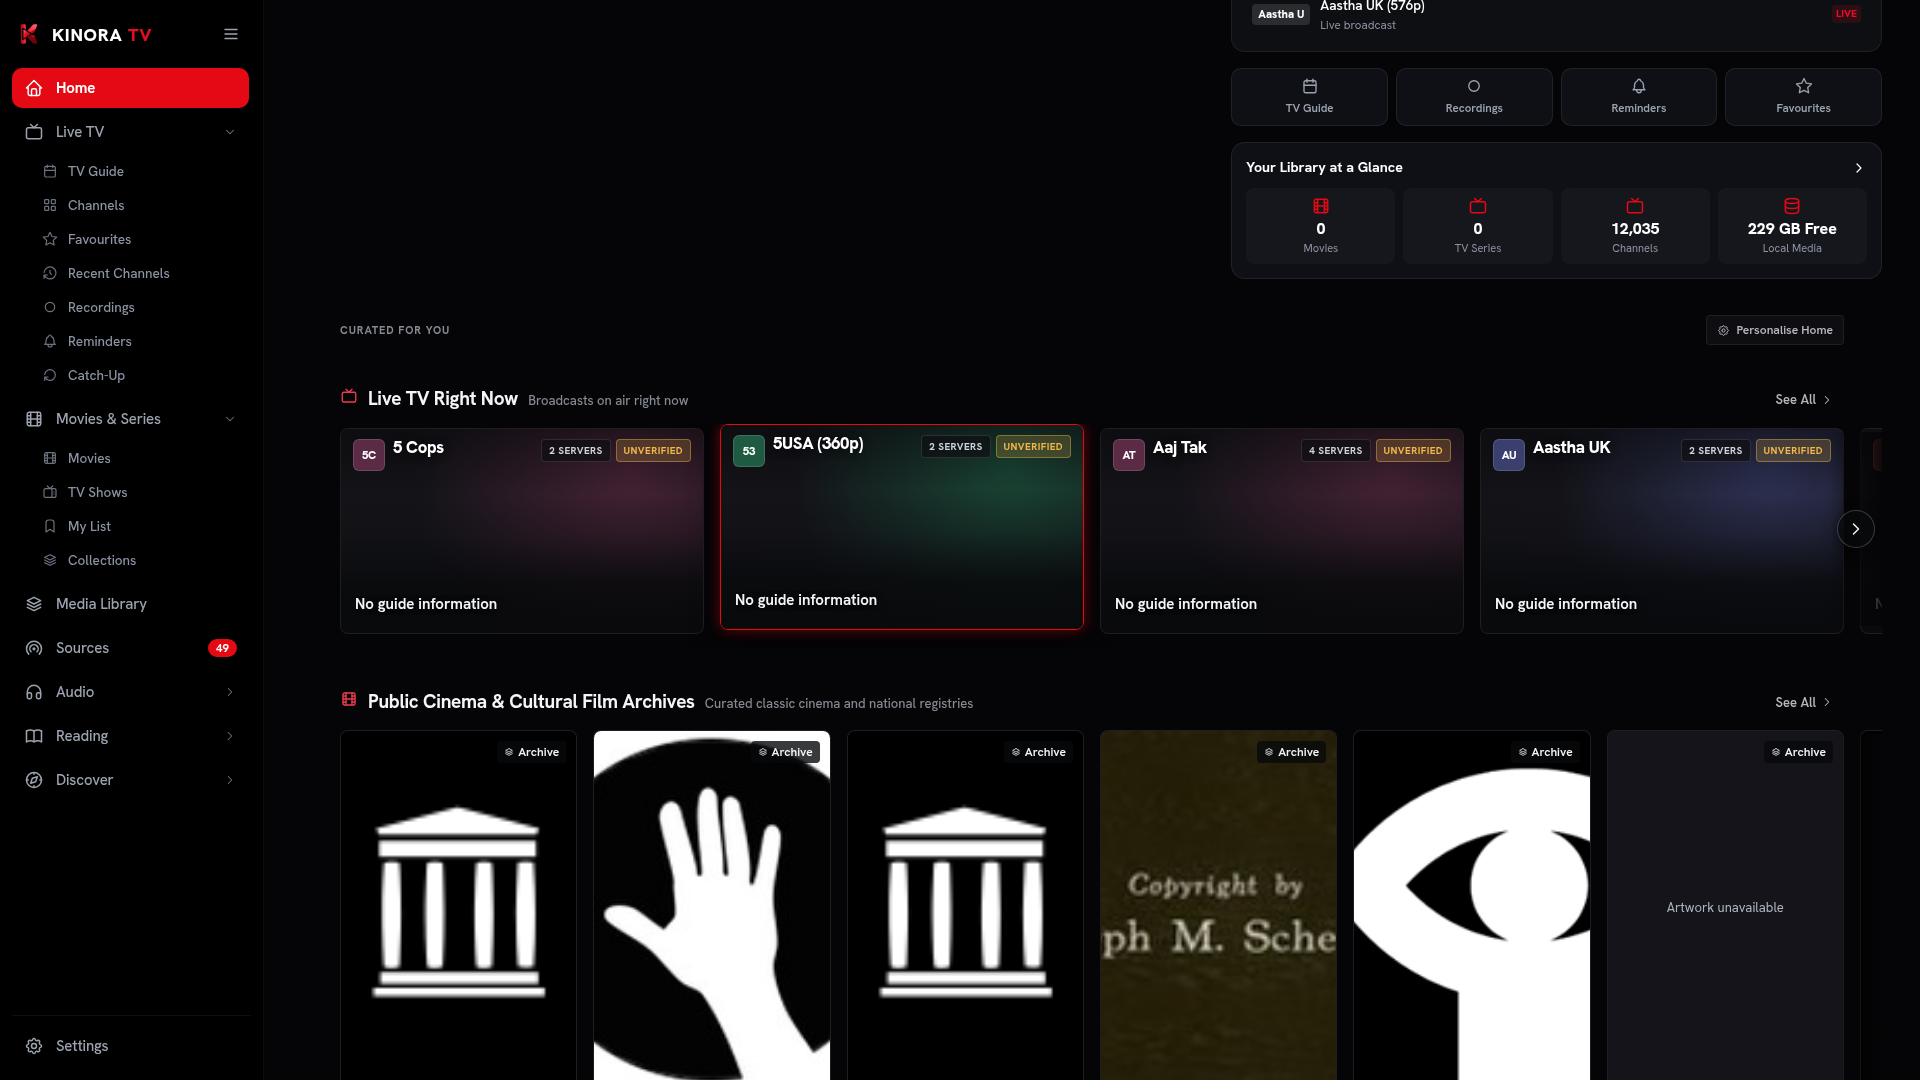 KINORA TV
Home
Live TV
TV Guide
Channels
Favourites
Recent Channels
Recordings
Reminders
Catch-Up
Movies & Series
Movies
TV Shows
My List
Collections
Media Library
Sources
49
Audio
Reading
Discover
Settings
Aastha U
Aastha UK (576p)
Live broadcast
LIVE
TV Guide
Recordings
Reminders
Favourites
Your Library at a Glance
0
Movies
0
TV Series
12,035
Channels
229 GB Free
Local Media
CURATED FOR YOU
Personalise Home
Live TV Right Now Broadcasts on air right now
See All
5C 5 Cops 2 SERVERS UNVERIFIED
No guide information
53 5USA (360p) 2 SERVERS UNVERIFIED
No guide information
AT Aaj Tak 4 SERVERS UNVERIFIED
No guide information
AU Aastha UK 2 SERVERS UNVERIFIED
No guide information
Public Cinema & Cultural Film Archives Curated classic cinema and national registries
See All
Archive
Archive
Archive
Archive
Copyright by
ph M. Sche
Archive
Archive
Artwork unavailable